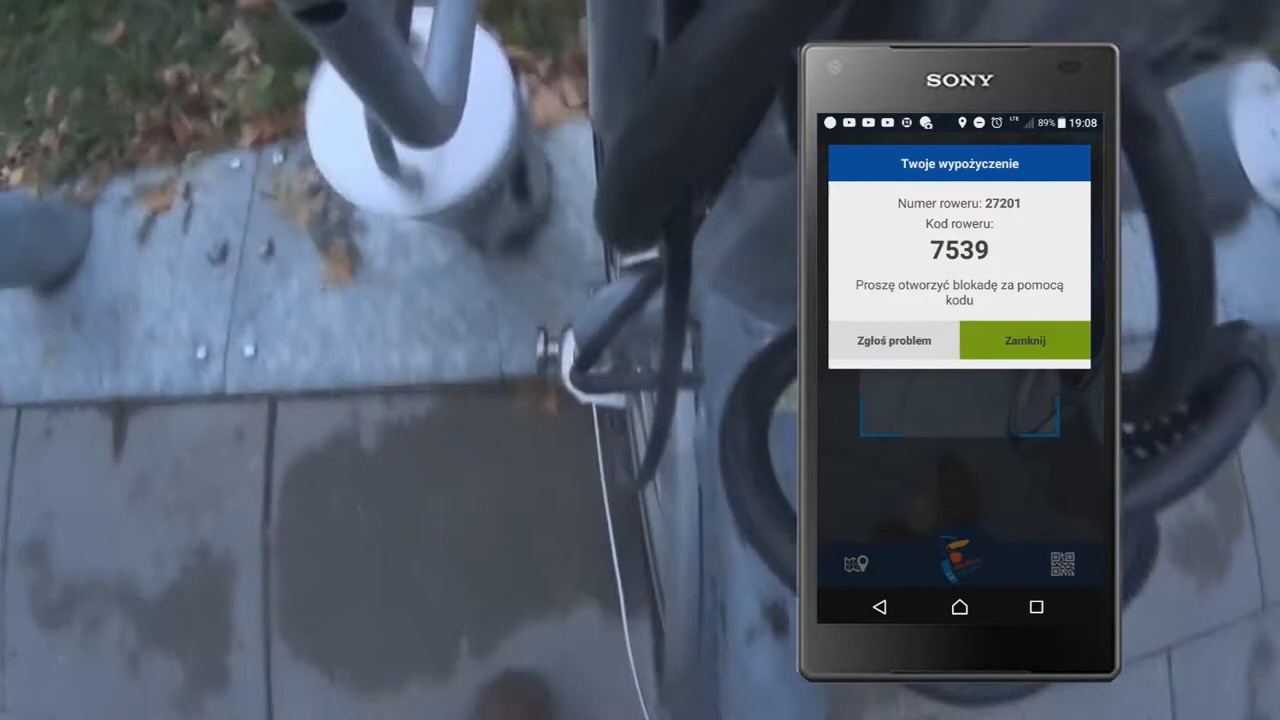 SONY
LTE 89% 19:08
Twoje wypożyczenie
Numer roweru: 27201
Kod roweru:
7539
Proszę otworzyć blokadę za pomocą
kodu
Zgłoś problem
Zamknij